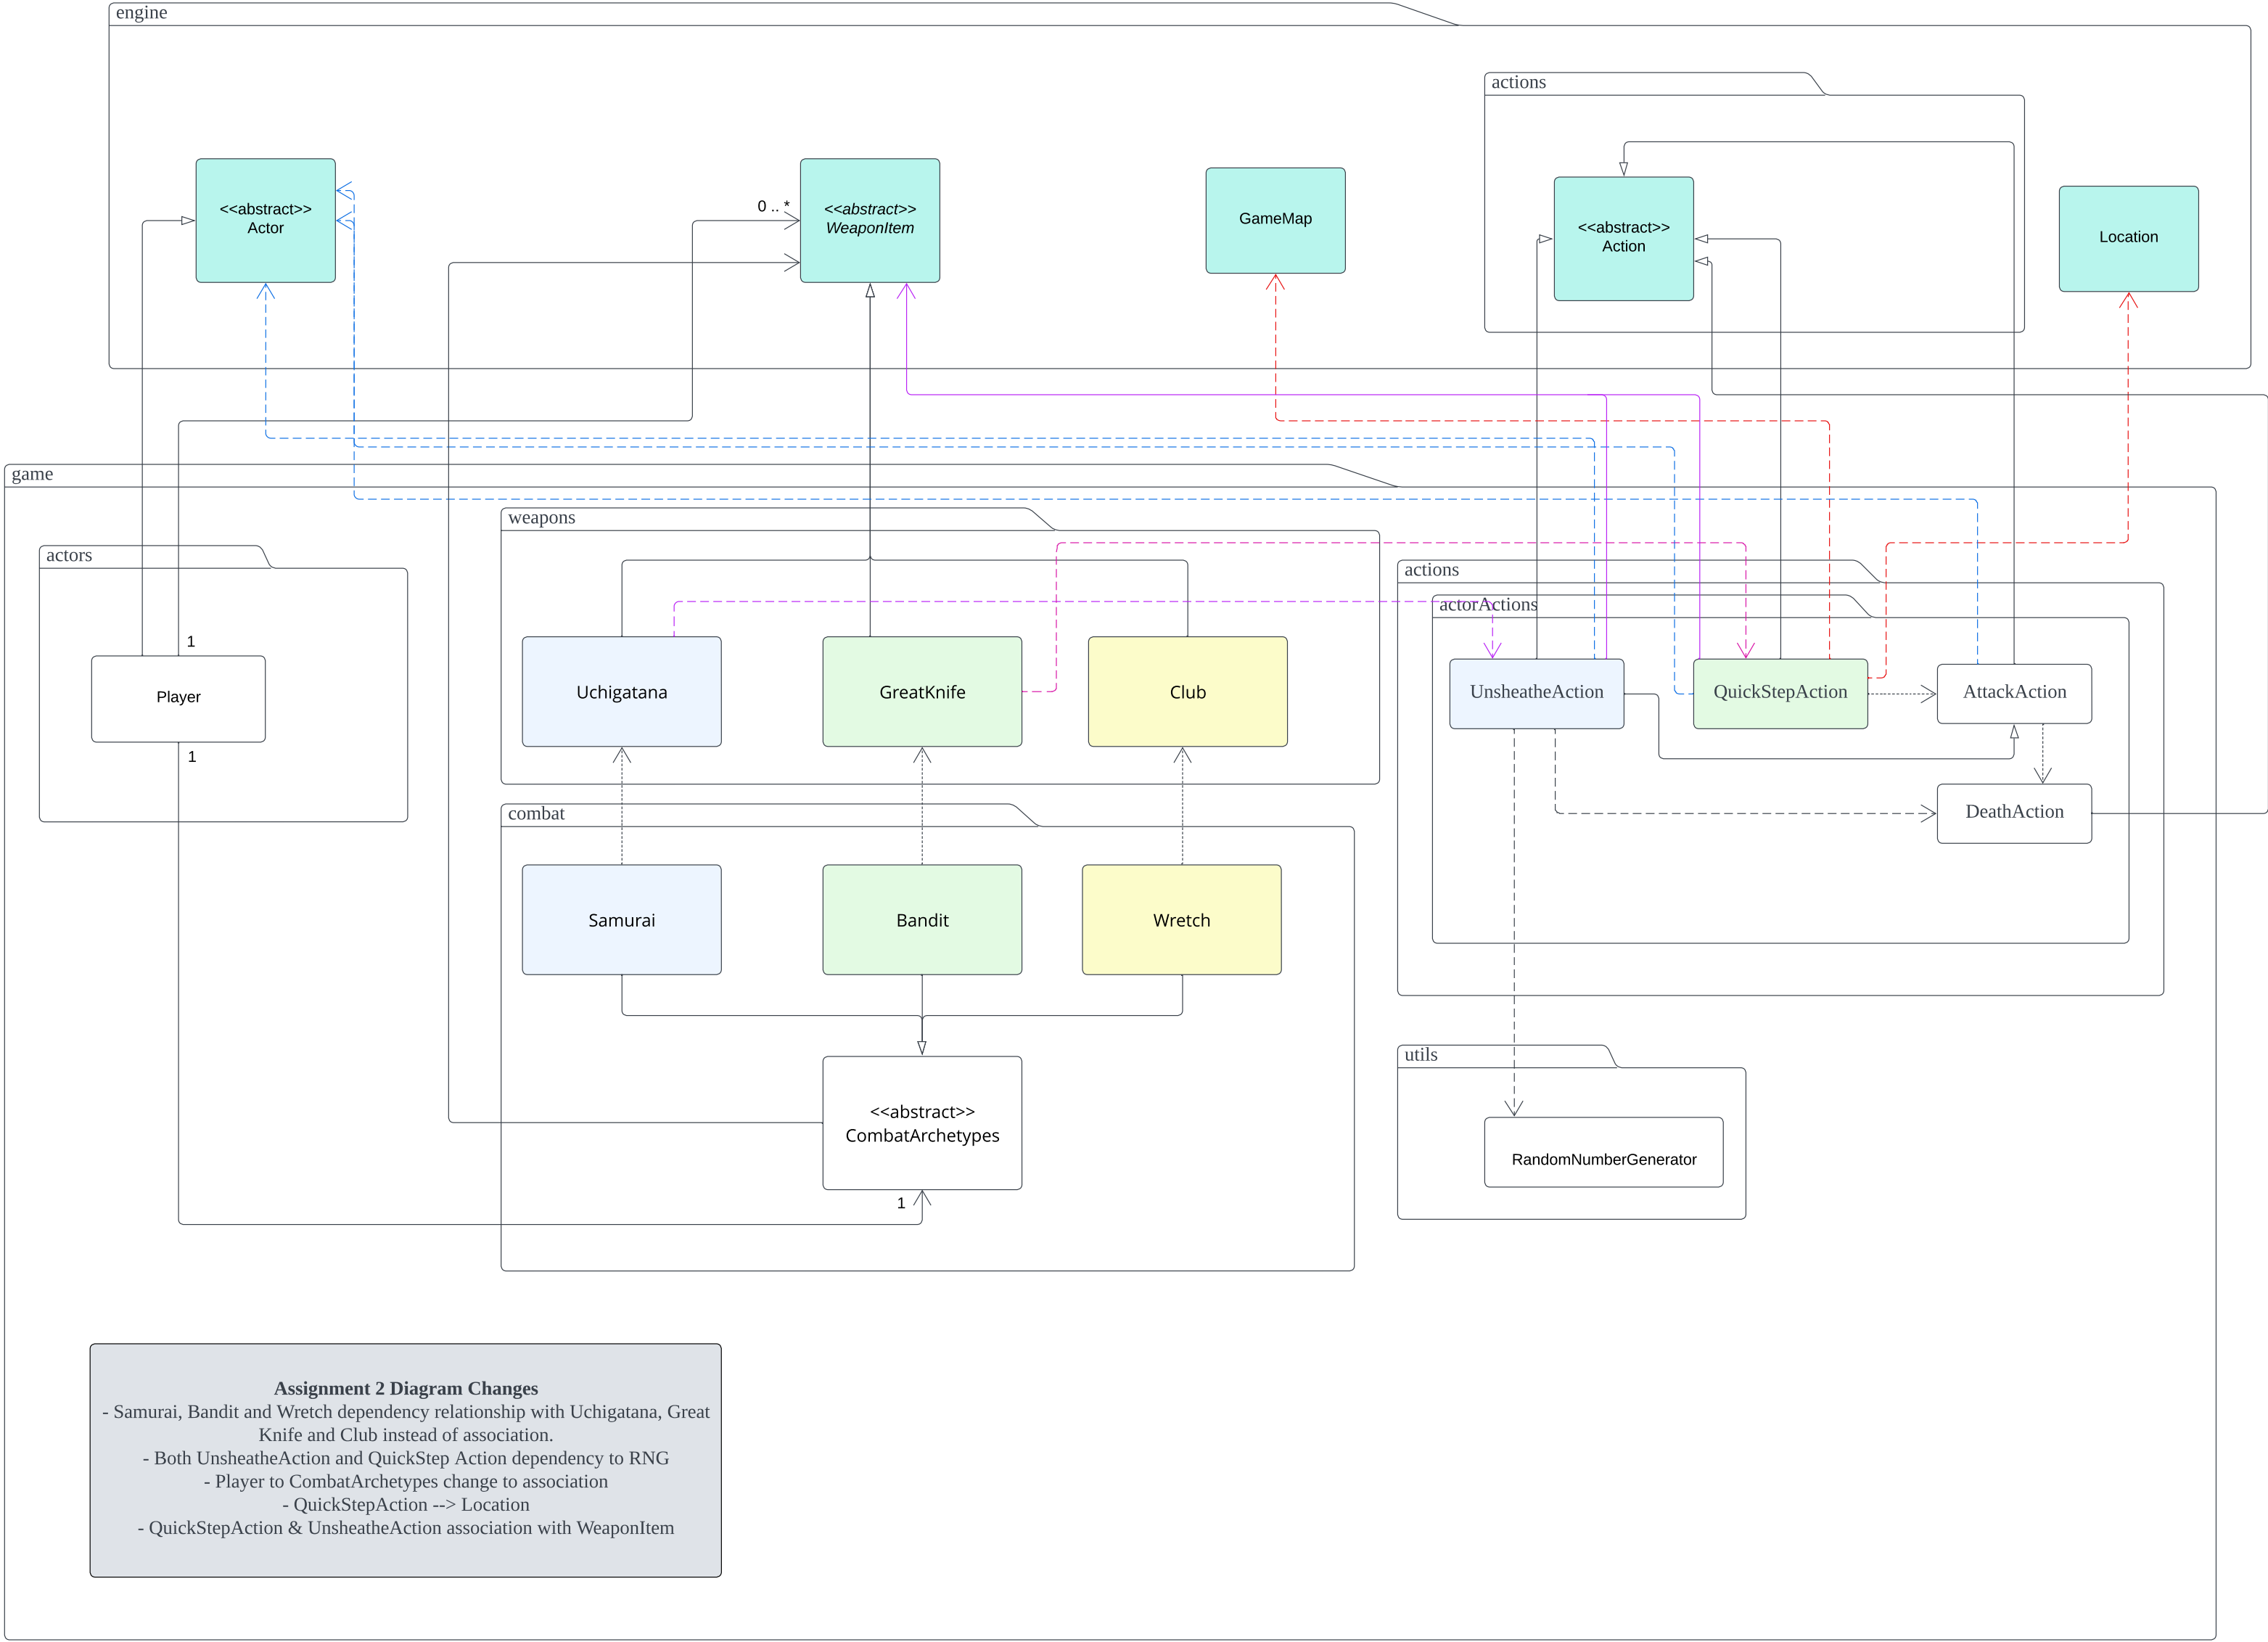 engine
actions
<<abstract>>
Actor
0 .. *
<<abstract>>
WeaponItem
GameMap
<<abstract>>
Action
Location
game
weapons
actors
actions
actorActions
1
Player
1
Uchigatana
GreatKnife
Club
UnsheatheAction
QuickStepAction
AttackAction
DeathAction
combat
Samurai
Bandit
Wretch
<<abstract>>
CombatArchetypes
1
utils
RandomNumberGenerator
Assignment 2 Diagram Changes
- Samurai, Bandit and Wretch dependency relationship with Uchigatana, Great
Knife and Club instead of association.
- Both UnsheatheAction and QuickStep Action dependency to RNG
- Player to CombatArchetypes change to association
- QuickStepAction --> Location
- QuickStepAction & UnsheatheAction association with WeaponItem